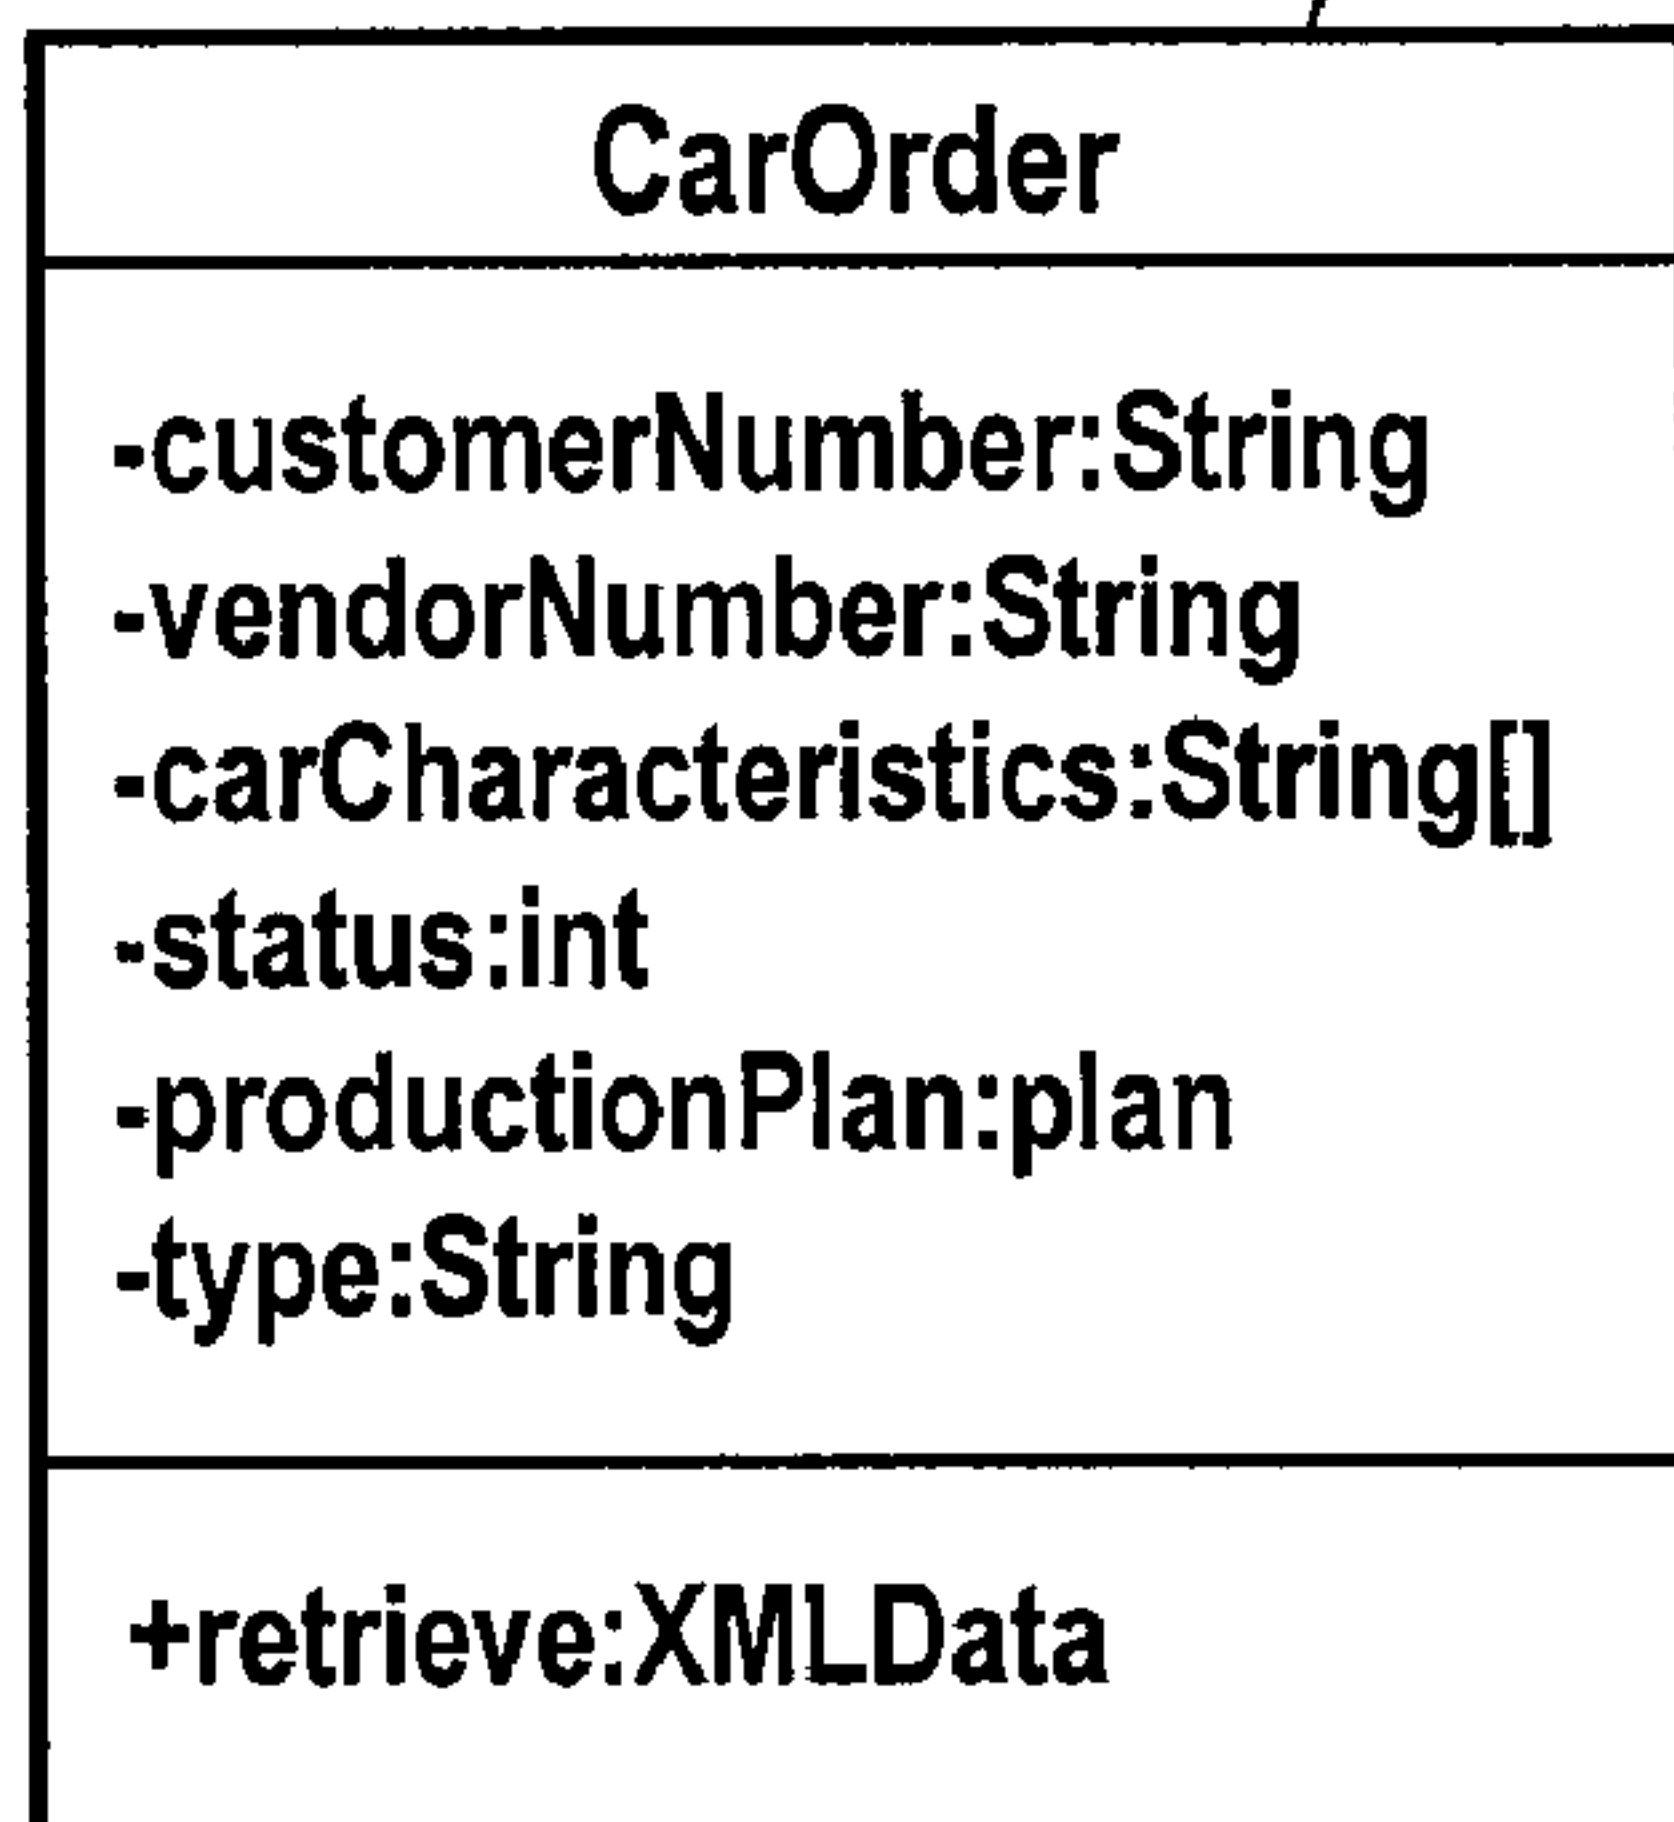 CarOrder
-customerNumber:String
-vendorNumber:String
-carCharacteristics:String[]
-status:int
-productionPlan:plan
-type:String
+retrieve:XMLData